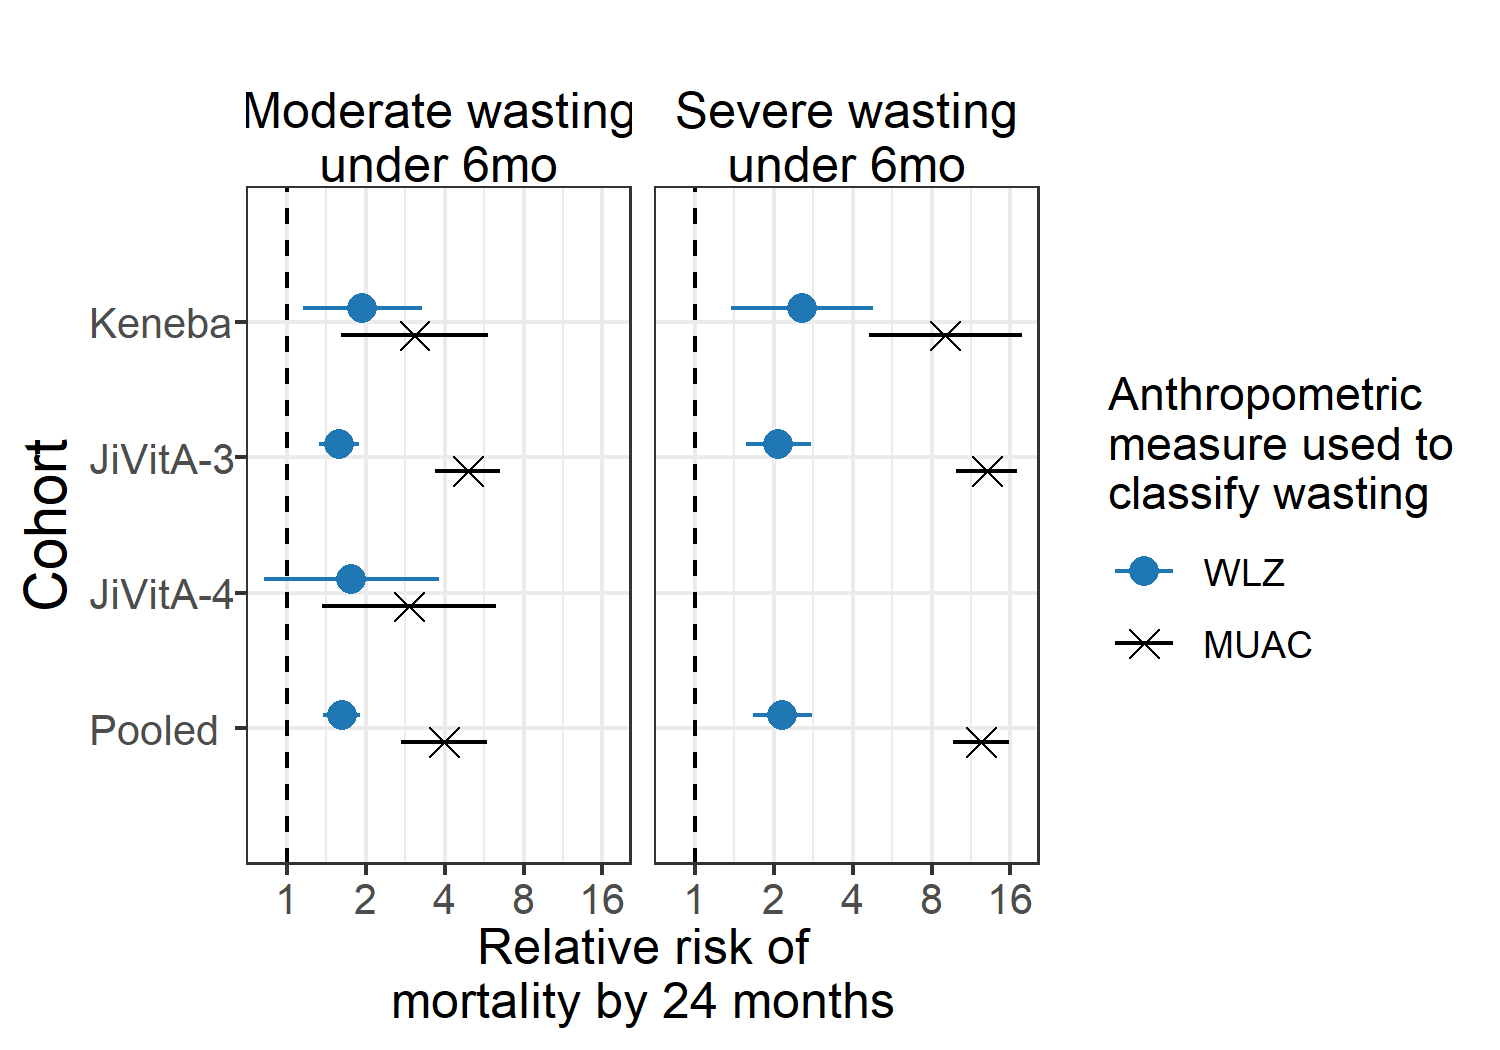 Moderate wasting
under 6mo
Severe wasting
under 6mo
Cohort
Keneba
JiVitA-3
JiVitA-4
Pooled
1 2 4 8 16
1 2 4 8 16
Relative risk of
mortality by 24 months
Anthropometric
measure used to
classify wasting
WLZ
MUAC